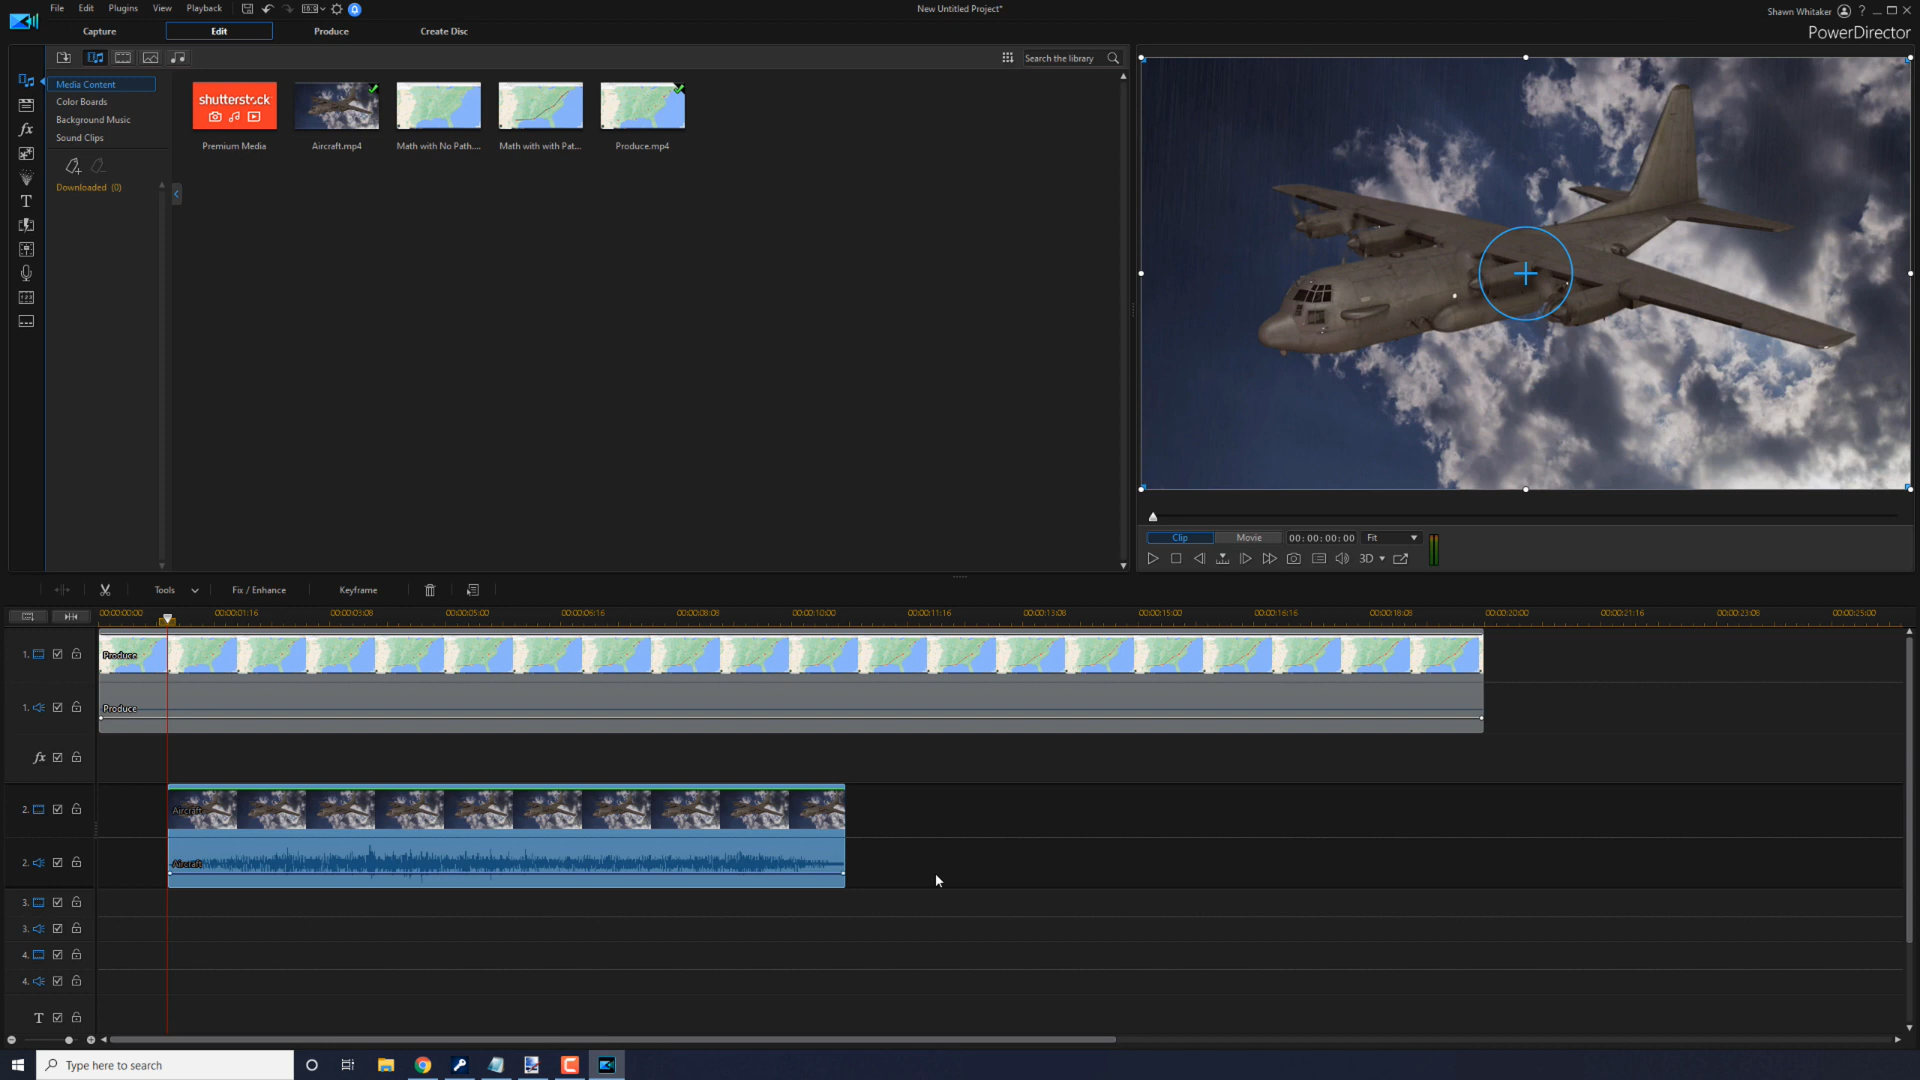 File Edit Plugins View Playback
New Untitled Project*
Shawn Whitaker
?
PowerDirector
Capture Edit Produce Create Disc
Search the library
Media Content
Color Boards
Background Music
Sound Clips
Downloaded (0)
shutterstock
Premium Media
Aircraft.mp4
Math with No Path....
Math with with Pat...
Produce.mp4
fx
T
Clip Movie 00:00:00:00 Fit
3D
Tools Fix / Enhance Keyframe
00:00:00:00 00:00:01:16 00:00:03:08 00:00:05:00 00:00:06:16 00:00:08:08 00:00:10:00 00:00:11:16 00:00:13:08 00:00:15:00 00:00:16:16 00:00:18:08 00:00:20:00 00:00:21:16 00:00:23:08 00:00:25:00
1. Produce
1. Produce
fx
2. Aircraft
2. Aircraft
3.
3.
4.
4.
T
Type here to search